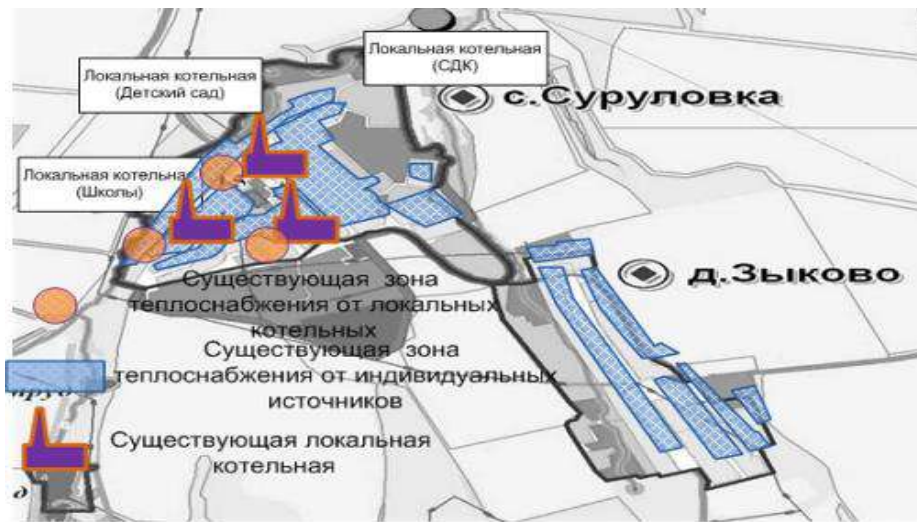 Локальная котельная
(СДК)
Локальная котельная
(Детский сад)
с.Суруловка
Локальная котельна
(Школы)
д.Зыково
Существующая зона
теплоснабжения от локальных
котельных
Существующая зона
теплоснабжения от индивидуальных
источников
Существующая локальная
котельная